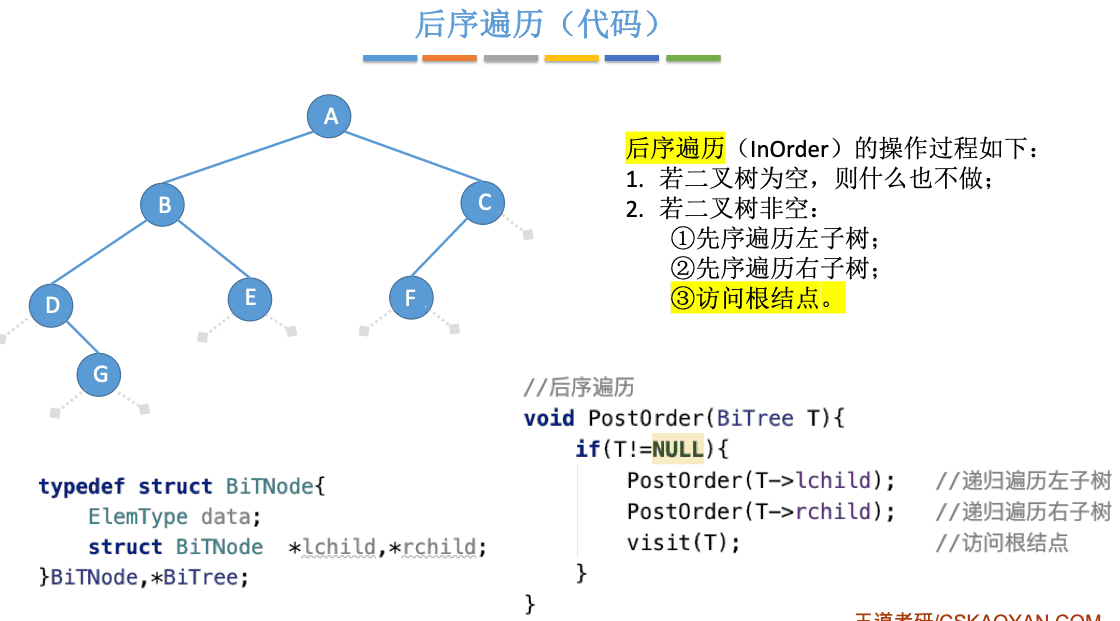 后序遍历（代码）
A
B
C
D
E
F
G
后序遍历（InOrder）的操作过程如下：
1. 若二叉树为空，则什么也不做；
2. 若二叉树非空：
①先序遍历左子树；
②先序遍历右子树；
③访问根结点。
typedef struct BiTNode{
ElemType data;
struct BiTNode *lchild,*rchild;
}BiTNode,*BiTree;
//后序遍历
void PostOrder(BiTree T){
if(T!=NULL){
PostOrder(T->lchild); //递归遍历左子树
PostOrder(T->rchild); //递归遍历右子树
visit(T); //访问根结点
}
}
王道考研/CSKAOYAN.COM